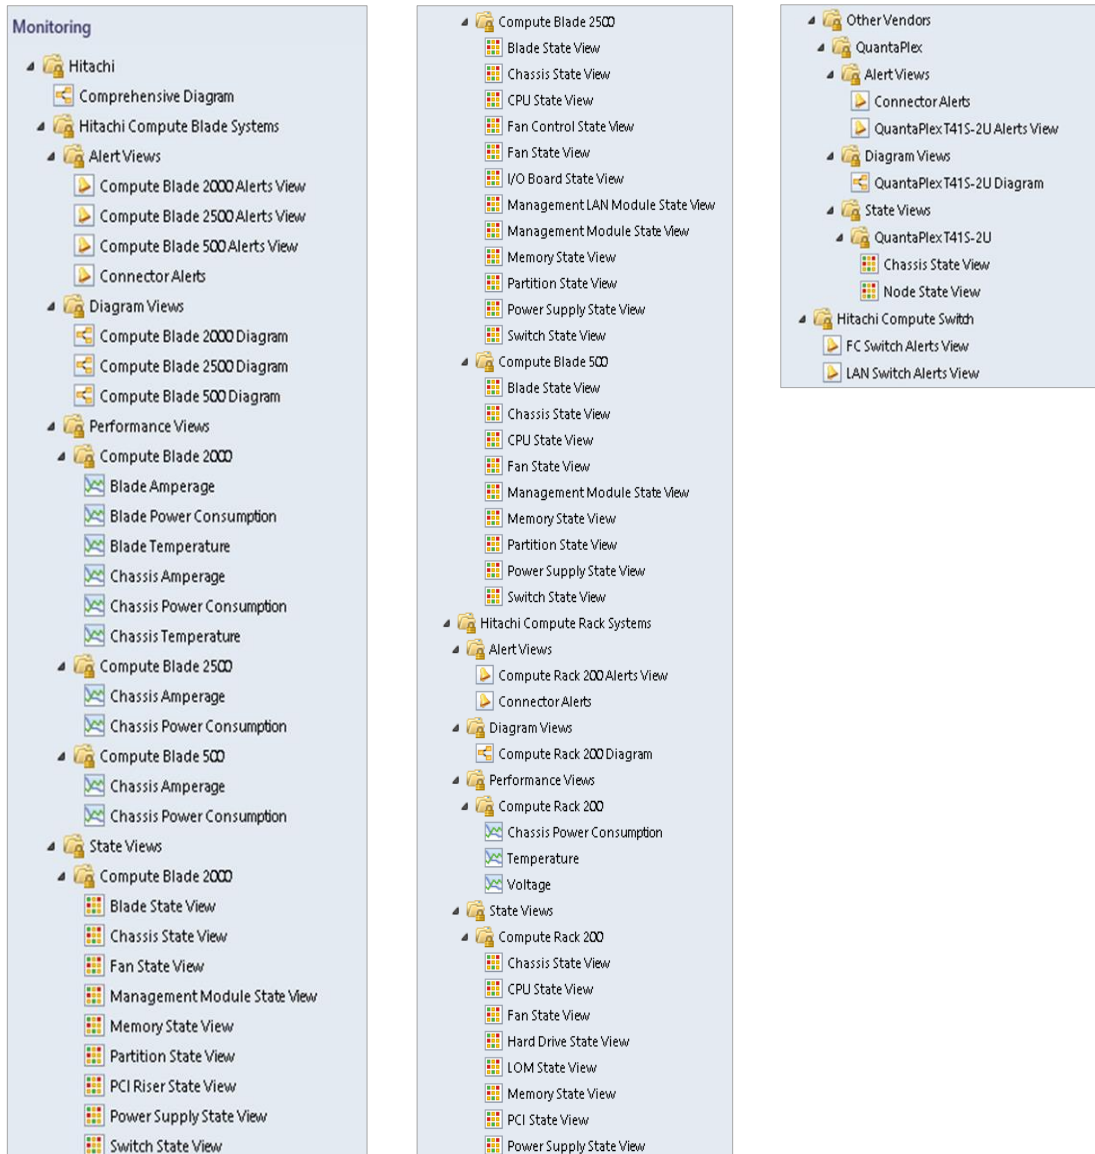 Monitoring
Hitachi
Comprehensive Diagram
Hitachi Compute Blade Systems
Alert Views
Compute Blade 2000 Alerts View
Compute Blade 2500 Alerts View
Compute Blade 500 Alerts View
Connector Alerts
Diagram Views
Compute Blade 2000 Diagram
Compute Blade 2500 Diagram
Compute Blade 500 Diagram
Performance Views
Compute Blade 2000
Blade Amperage
Blade Power Consumption
Blade Temperature
Chassis Amperage
Chassis Power Consumption
Chassis Temperature
Compute Blade 2500
Chassis Amperage
Chassis Power Consumption
Compute Blade 500
Chassis Amperage
Chassis Power Consumption
State Views
Compute Blade 2000
Blade State View
Chassis State View
Fan State View
Management Module State View
Memory State View
Partition State View
PCI Riser State View
Power Supply State View
Switch State View
Compute Blade 2500
Blade State View
Chassis State View
CPU State View
Fan Control State View
Fan State View
I/O Board State View
Management LAN Module State View
Management Module State View
Memory State View
Partition State View
Power Supply State View
Switch State View
Compute Blade 500
Blade State View
Chassis State View
CPU State View
Fan State View
Management Module State View
Memory State View
Partition State View
Power Supply State View
Switch State View
Hitachi Compute Rack Systems
Alert Views
Compute Rack 200 Alerts View
Connector Alerts
Diagram Views
Compute Rack 200 Diagram
Performance Views
Compute Rack 200
Chassis Power Consumption
Temperature
Voltage
State Views
Compute Rack 200
Chassis State View
CPU State View
Fan State View
Hard Drive State View
LOM State View
Memory State View
PCI State View
Power Supply State View
Other Vendors
QuantaPlex
Alert Views
Connector Alerts
QuantaPlex T41S-2U Alerts View
Diagram Views
QuantaPlex T41S-2U Diagram
State Views
QuantaPlex T41S-2U
Chassis State View
Node State View
Hitachi Compute Switch
FC Switch Alerts View
LAN Switch Alerts View